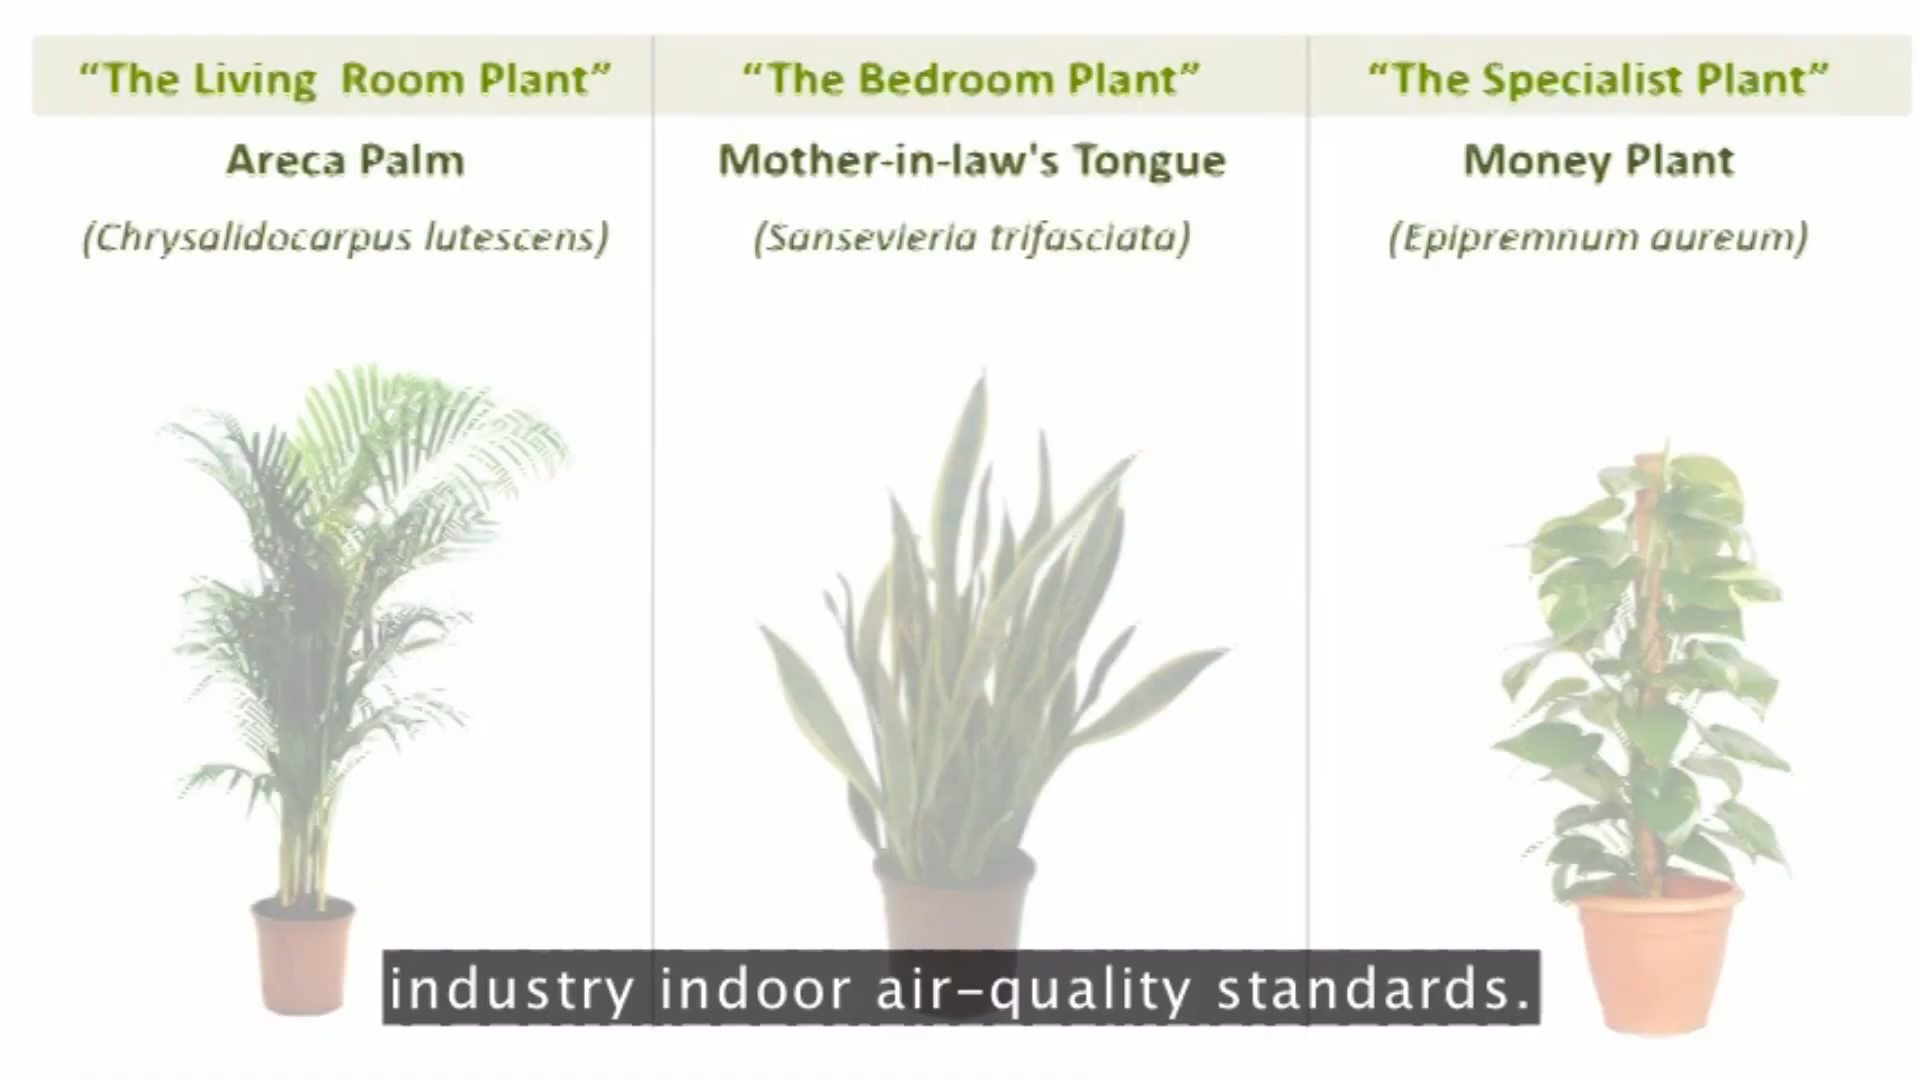 “The Living Room Plant”
Areca Palm
(Chrysalidocarpus lutescens)
“The Bedroom Plant”
Mother-in-law's Tongue
(Sansevieria trifasciata)
“The Specialist Plant”
Money Plant
(Epipremnum aureum)
industry indoor air-quality standards.